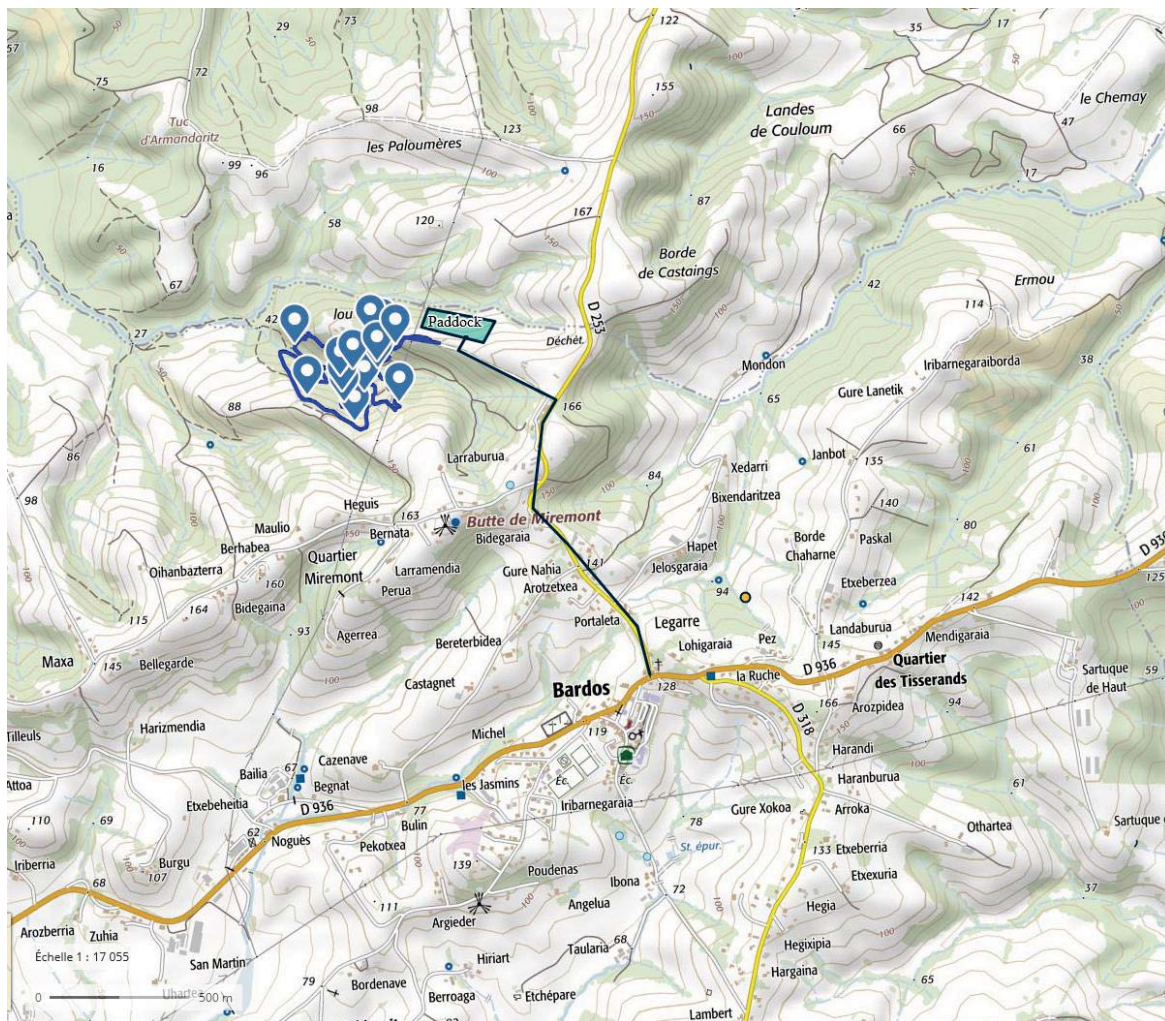 122
29
73
57
75
72
155
17
50
Landes
de Couloum
le Chemay
47
66
Tuc
d'Armandaritz
98
123
les Paloumères
16
99
96
17
87
167
58
120
Borde
de Castaings
Ermou
67
42
114
42
lou
Paddock
27
D 253
Déchèt.
Mondon
Iribarnegaraiborda
38
65
Gure Lanetik
88
166
61
86
Larraburua
84
Xedarri
Janbot
135
98
Heguis
163
150
Bixendaritzea
140
Maulio
Bernata
Butte de Miremont
Bidegaraia
80
Berhabea
Quartier
Miremont
Hapet
Borde
Chaharne
Paskal
D 936
Oihanbazterra
Larramendia
Gure Nahia
141
Jelosgaraia
160
Arotzetxea
94
Etxeberzea
125
Perua
164
Bidegaina
142
115
93
Portaleta
Legarre
Agerrea
Lohigaraia
Pez
Landaburua
Mendigaraia
Maxa
145
Bereterbidea
145
Bellegarde
D 936
Quartier
des Tisserands
Sartuque
de Haut
59
la Ruche
Castagnet
Bardos
128
166
Arozpidea
94
Harizmendia
D 318
Tilleuls
Michel
119
Harandi
Cazenave
Bailia
67
Attoa
Begnat
les Jasmins
Éc.
Éc.
Haranburua
61
Etxebeheitia
D 936
Iribarnegaraia
Gure Xokoa
Arroka
110
69
77
62
Bulin
78
Othartea
Sartuque
Noguès
Pekotxea
St. épur.
Iriberria
Burgu
107
139
Poudenas
133
Etxeberria
68
Ibona
Etxexuria
111
72
37
Argieder
Angelua
Hegia
Arozberria
Zuhia
Échelle 1 : 17 055
San Martin
Hiriart
Taularia
68
Hegixipia
79
Hargaina
65
Bordenave
0
500 m
Uhartea
Berroaga
Etchépare
Lambert